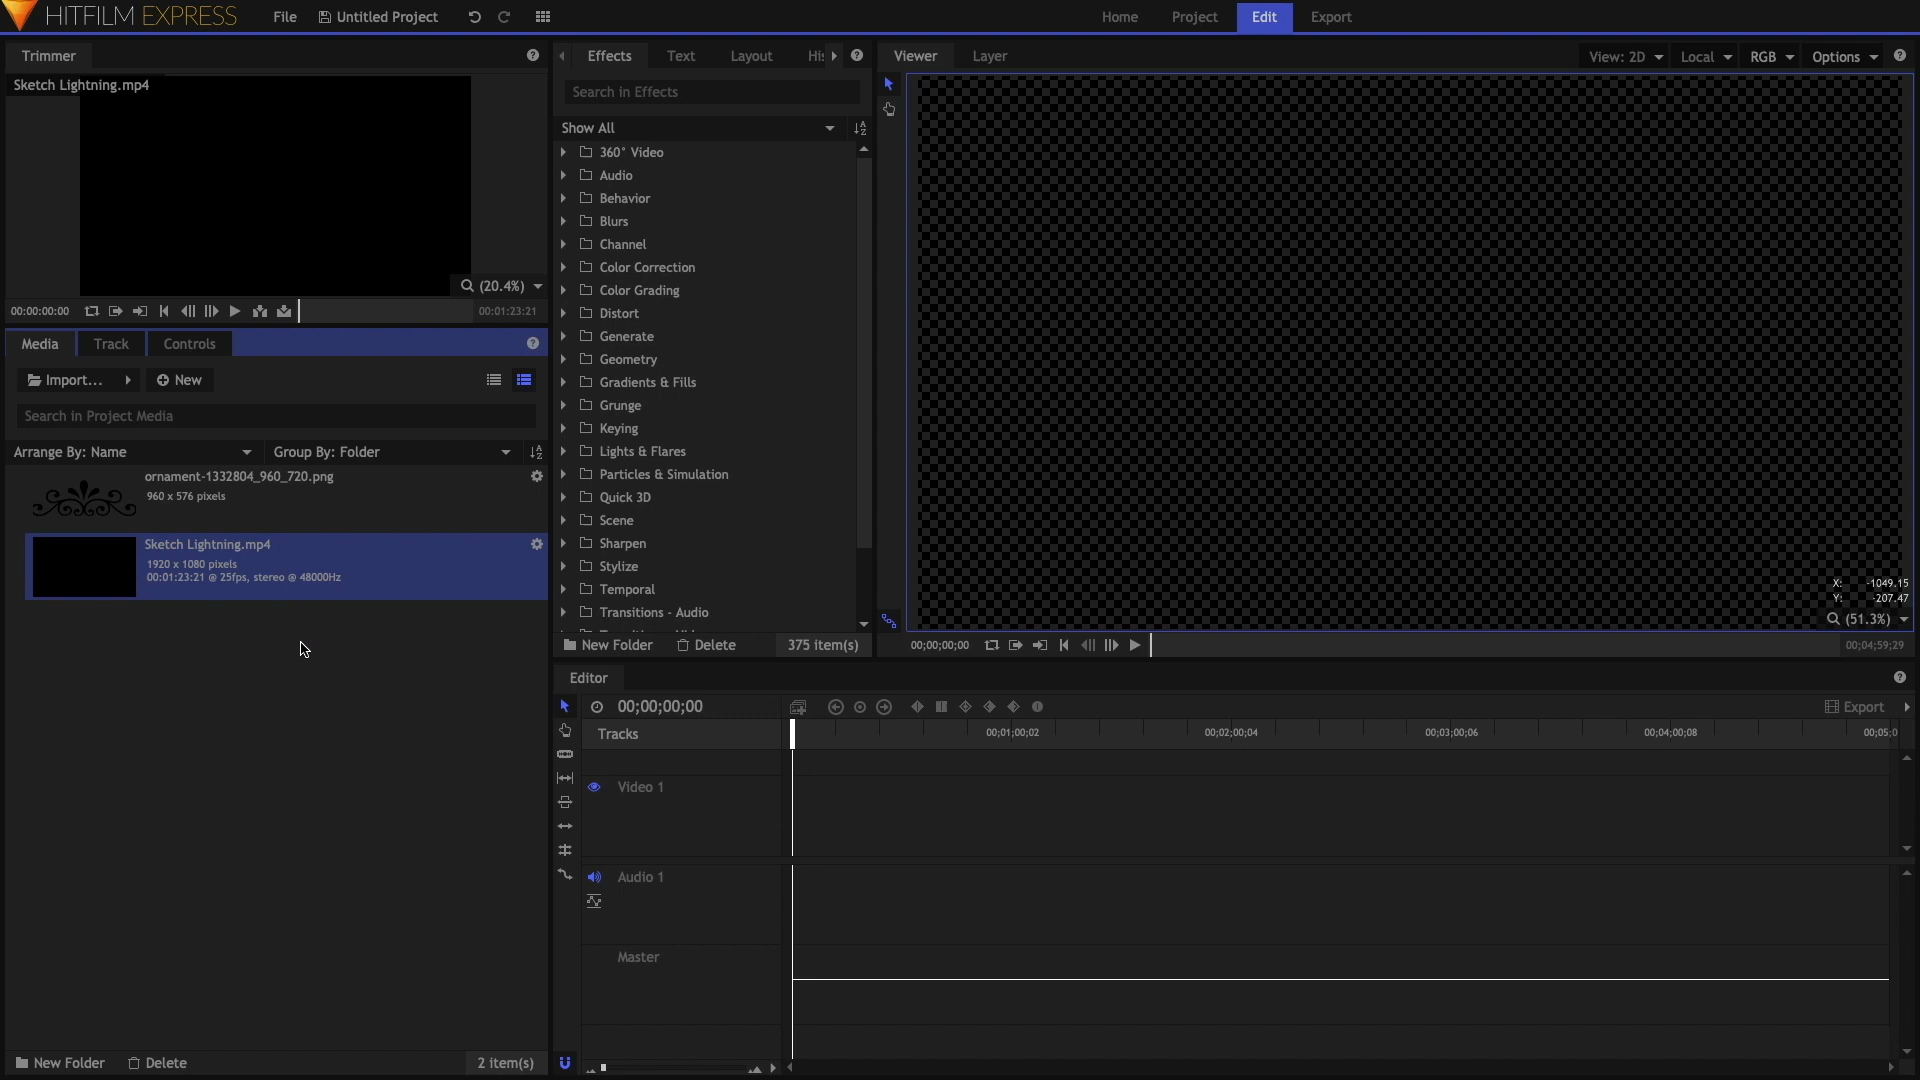 HITFILM EXPRESS
File
Untitled Project
Home
Project
Edit
Export
Trimmer
Sketch Lightning.mp4
(20.4%)
00:00:00:00
00:01:23:21
Media
Track
Controls
Import...
New
Search in Project Media
Arrange By: Name
Group By: Folder
ornament-1332804_960_720.png
960 x 576 pixels
Sketch Lightning.mp4
1920 x 1080 pixels
00:01:23:21 @ 25fps, stereo @ 48000Hz
New Folder
Delete
2 item(s)
Effects
Text
Layout
His
Search in Effects
Show All
360° Video
Audio
Behavior
Blurs
Channel
Color Correction
Color Grading
Distort
Generate
Geometry
Gradients & Fills
Grunge
Keying
Lights & Flares
Particles & Simulation
Quick 3D
Scene
Sharpen
Stylize
Temporal
Transitions - Audio
New Folder
Delete
375 item(s)
Viewer
Layer
View: 2D
Local
RGB
Options
X: -1049.15
Y: -207.47
(51.3%)
00;00;00;00
00;04;59;29
Editor
00;00;00;00
Export
Tracks
00;01;00;02
00;02;00;04
00;03;00;06
00;04;00;08
00;05;0
Video 1
Audio 1
Master